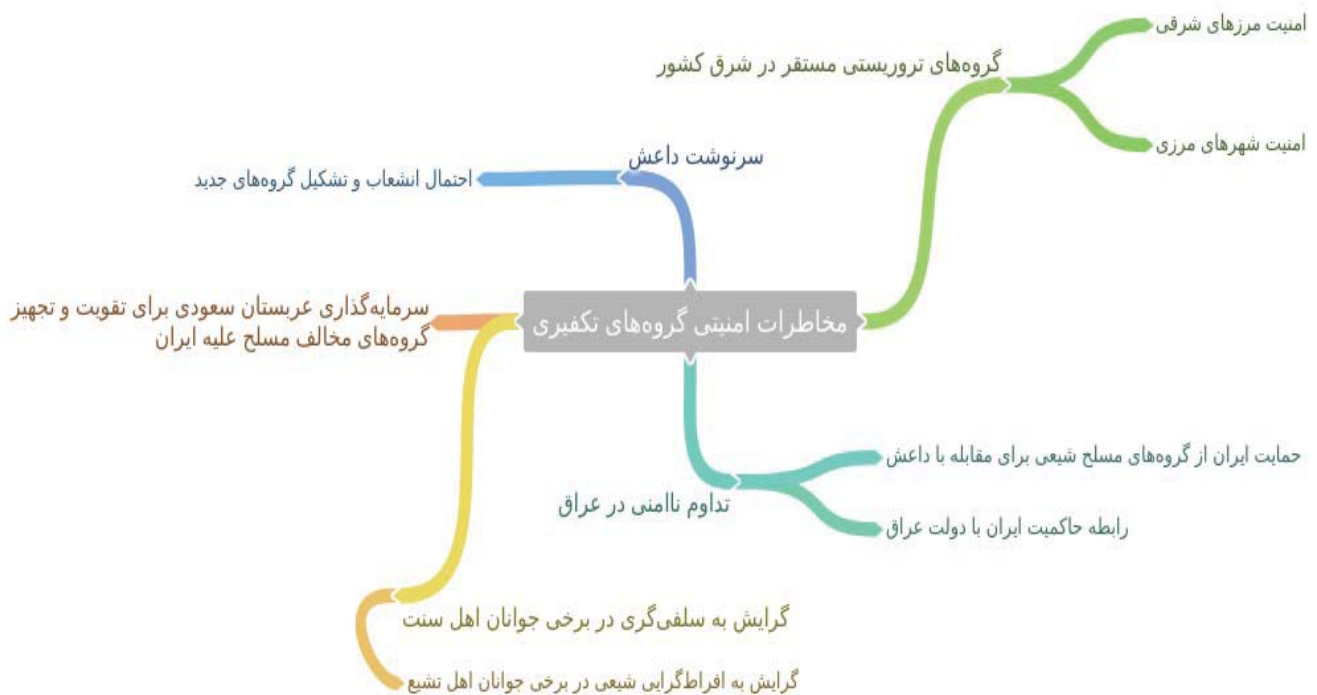 امنیت مرزهای شرقی
گروه‌های تروریستی مستقر در شرق کشور
امنیت شهرهای مرزی
سرنوشت داعش
احتمال انشعاب و تشکیل گروه‌های جدید
مخاطرات امنیتی گروه‌های تکفیری
سرمایه‌گذاری عربستان سعودی برای تقویت و تجهیز
گروه‌های مخالف مسلح علیه ایران
حمایت ایران از گروه‌های مسلح شیعی برای مقابله با داعش
تداوم ناامنی در عراق
رابطه حاکمیت ایران با دولت عراق
گرایش به سلفی‌گری در برخی جوانان اهل سنت
گرایش به افراط‌گرایی شیعی در برخی جوانان اهل تشیع